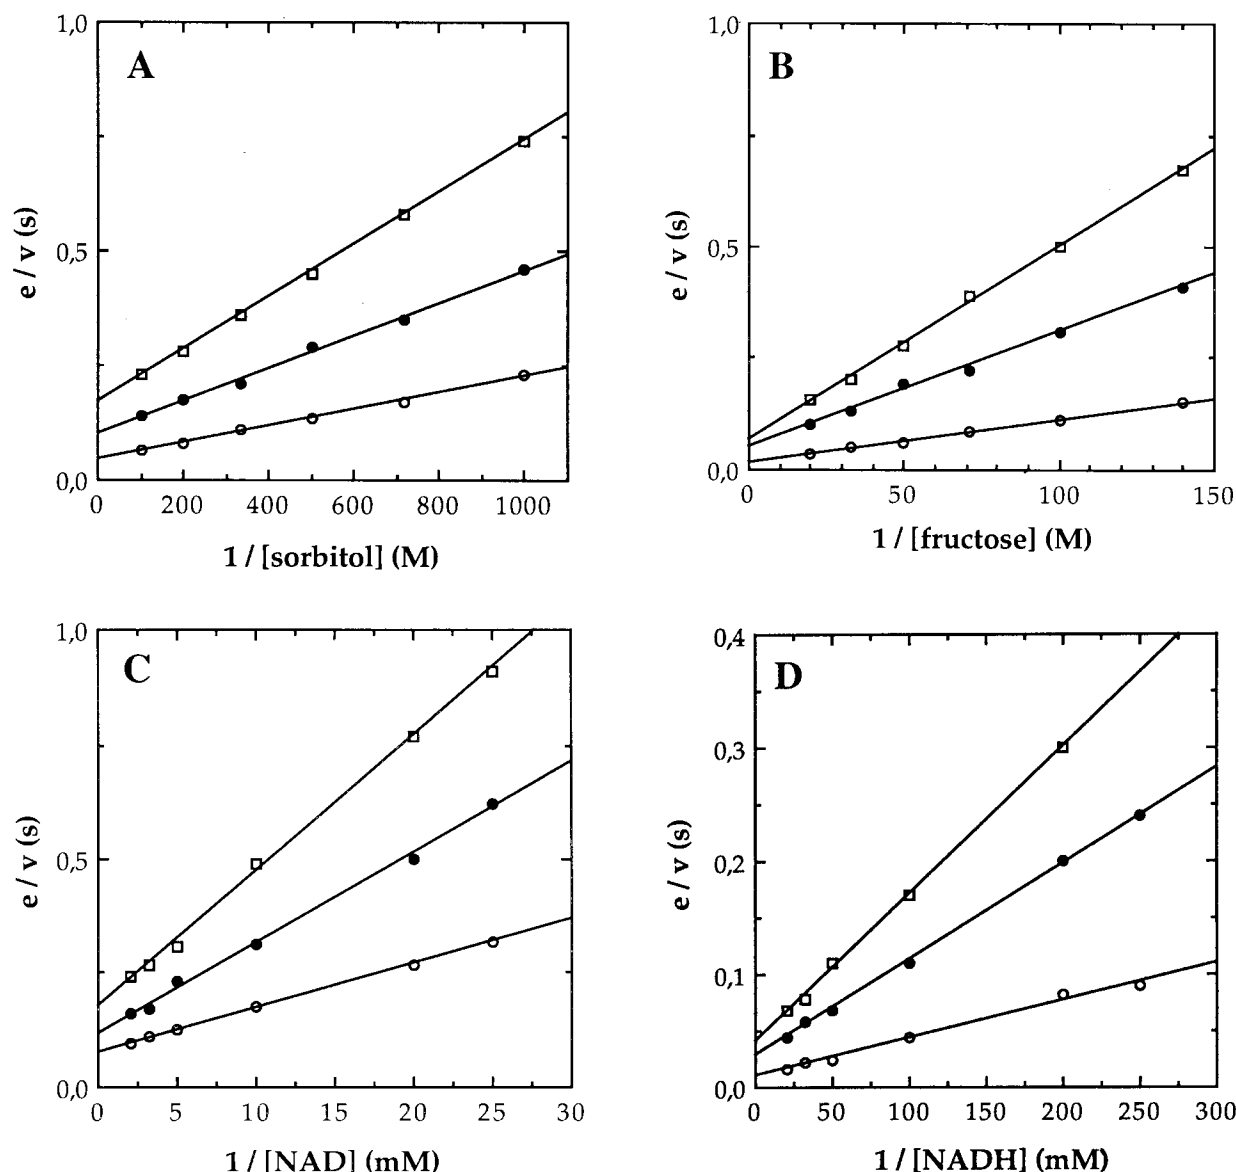 A
1,0
0,5
0,0
e / v (s)
0 200 400 600 800 1000
1 / [sorbitol] (M)
B
1,0
0,5
0,0
e / v (s)
0 50 100 150
1 / [fructose] (M)
C
1,0
0,5
0,0
e / v (s)
0 5 10 15 20 25 30
1 / [NAD] (mM)
D
0,4
0,3
0,2
0,1
0,0
e / v (s)
0 50 100 150 200 250 300
1 / [NADH] (mM)